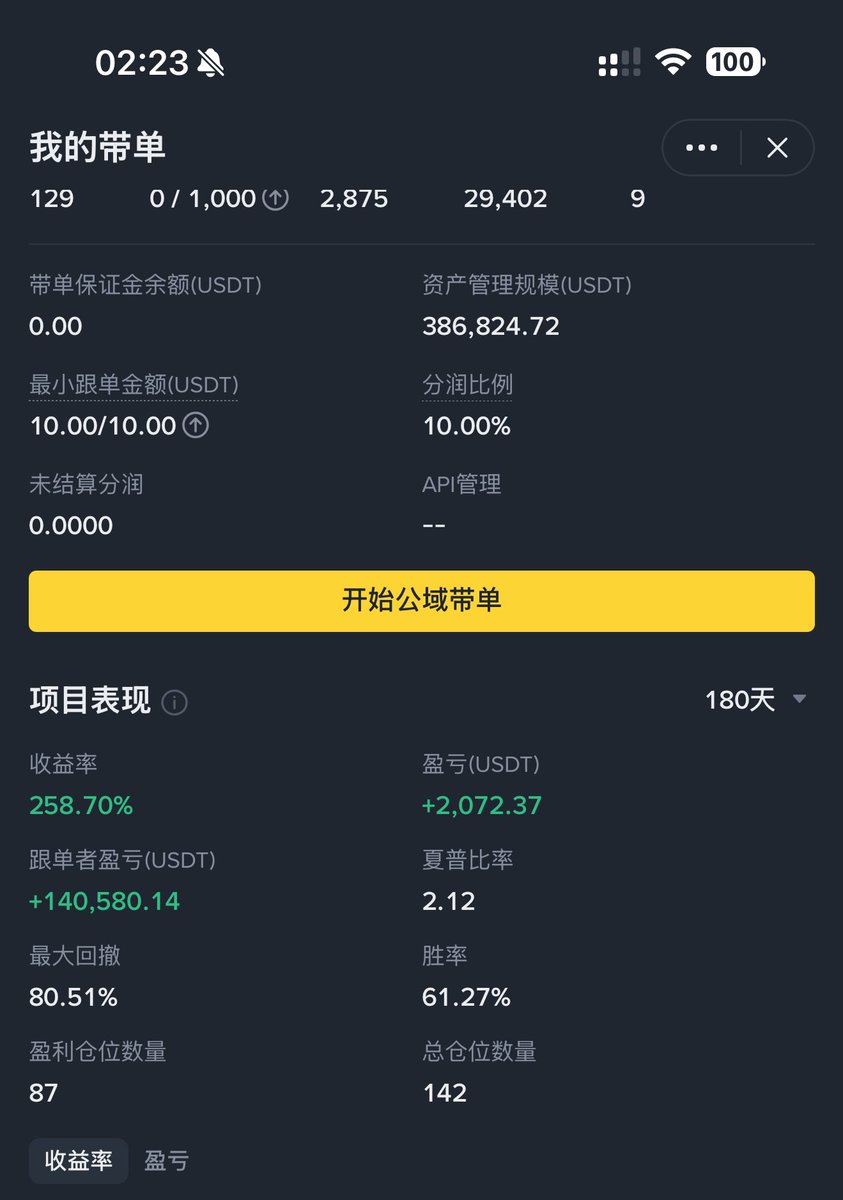 02:23 100
我的带单
129 0 / 1,000 2,875 29,402 9
带单保证金余额(USDT) 资产管理规模(USDT)
0.00 386,824.72
最小跟单金额(USDT) 分润比例
10.00/10.00 10.00%
未结算分润 API管理
0.0000 --
开始公域带单
项目表现 180天
收益率 盈亏(USDT)
258.70% +2,072.37
跟单者盈亏(USDT) 夏普比率
+140,580.14 2.12
最大回撤 胜率
80.51% 61.27%
盈利仓位数量 总仓位数量
87 142
收益率 盈亏